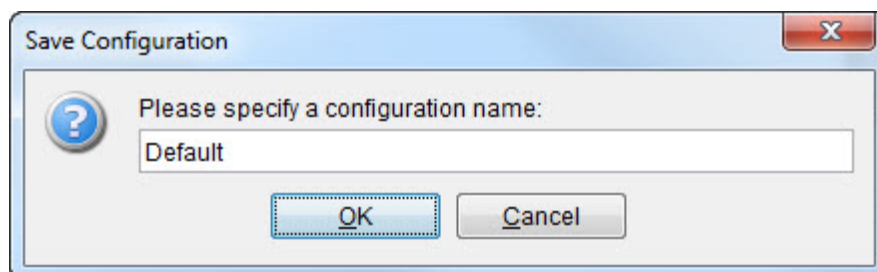 Save Configuration
Please specify a configuration name:
Default
OK
Cancel